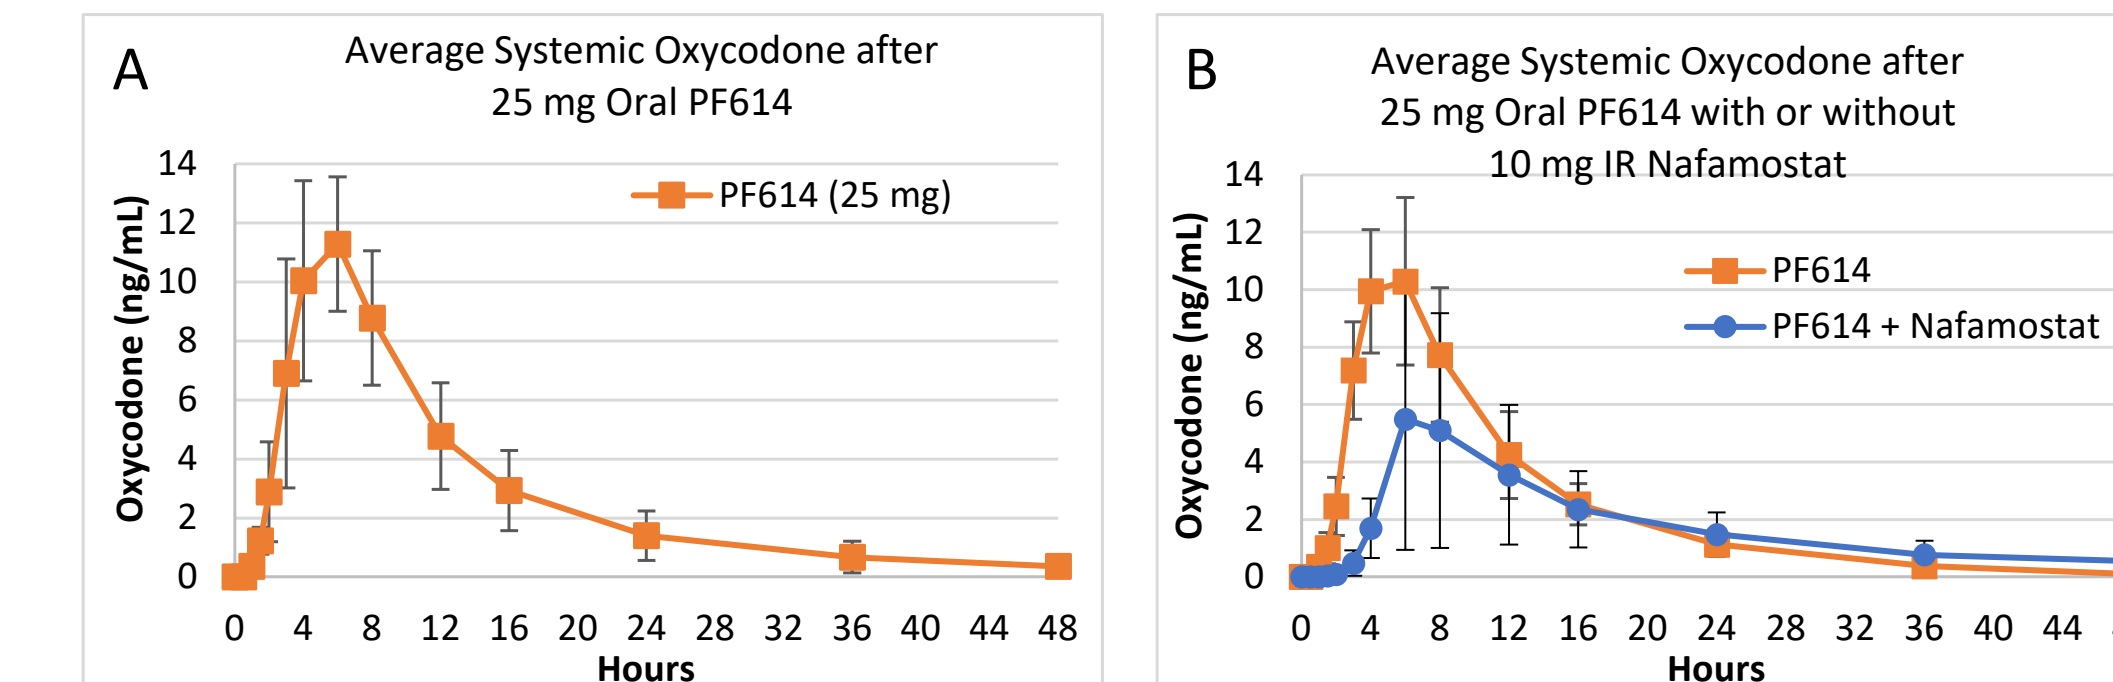 A
Average Systemic Oxycodone after
25 mg Oral PF614
14
12
10
8
6
4
2
0
Oxycodone (ng/mL)
PF614 (25 mg)
0 4 8 12 16 20 24 28 32 36 40 44 48
Hours
B
Average Systemic Oxycodone after
25 mg Oral PF614 with or without
10 mg IR Nafamostat
14
12
10
8
6
4
2
0
Oxycodone (ng/mL)
PF614
PF614 + Nafamostat
0 4 8 12 16 20 24 28 32 36 40 44
Hours